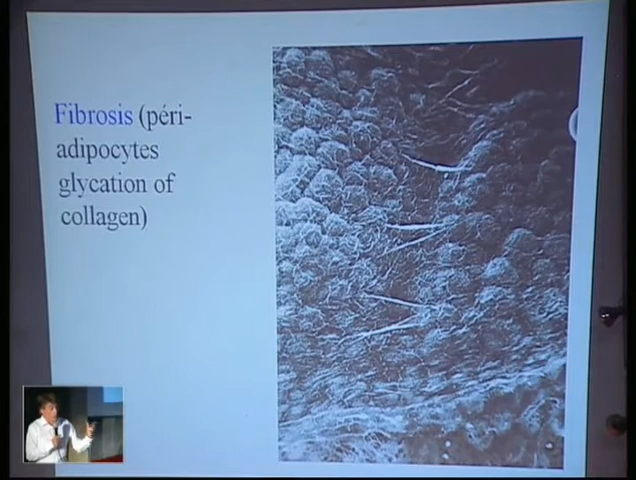 Fibrosis (péri-
adipocytes
glycation of
collagen)